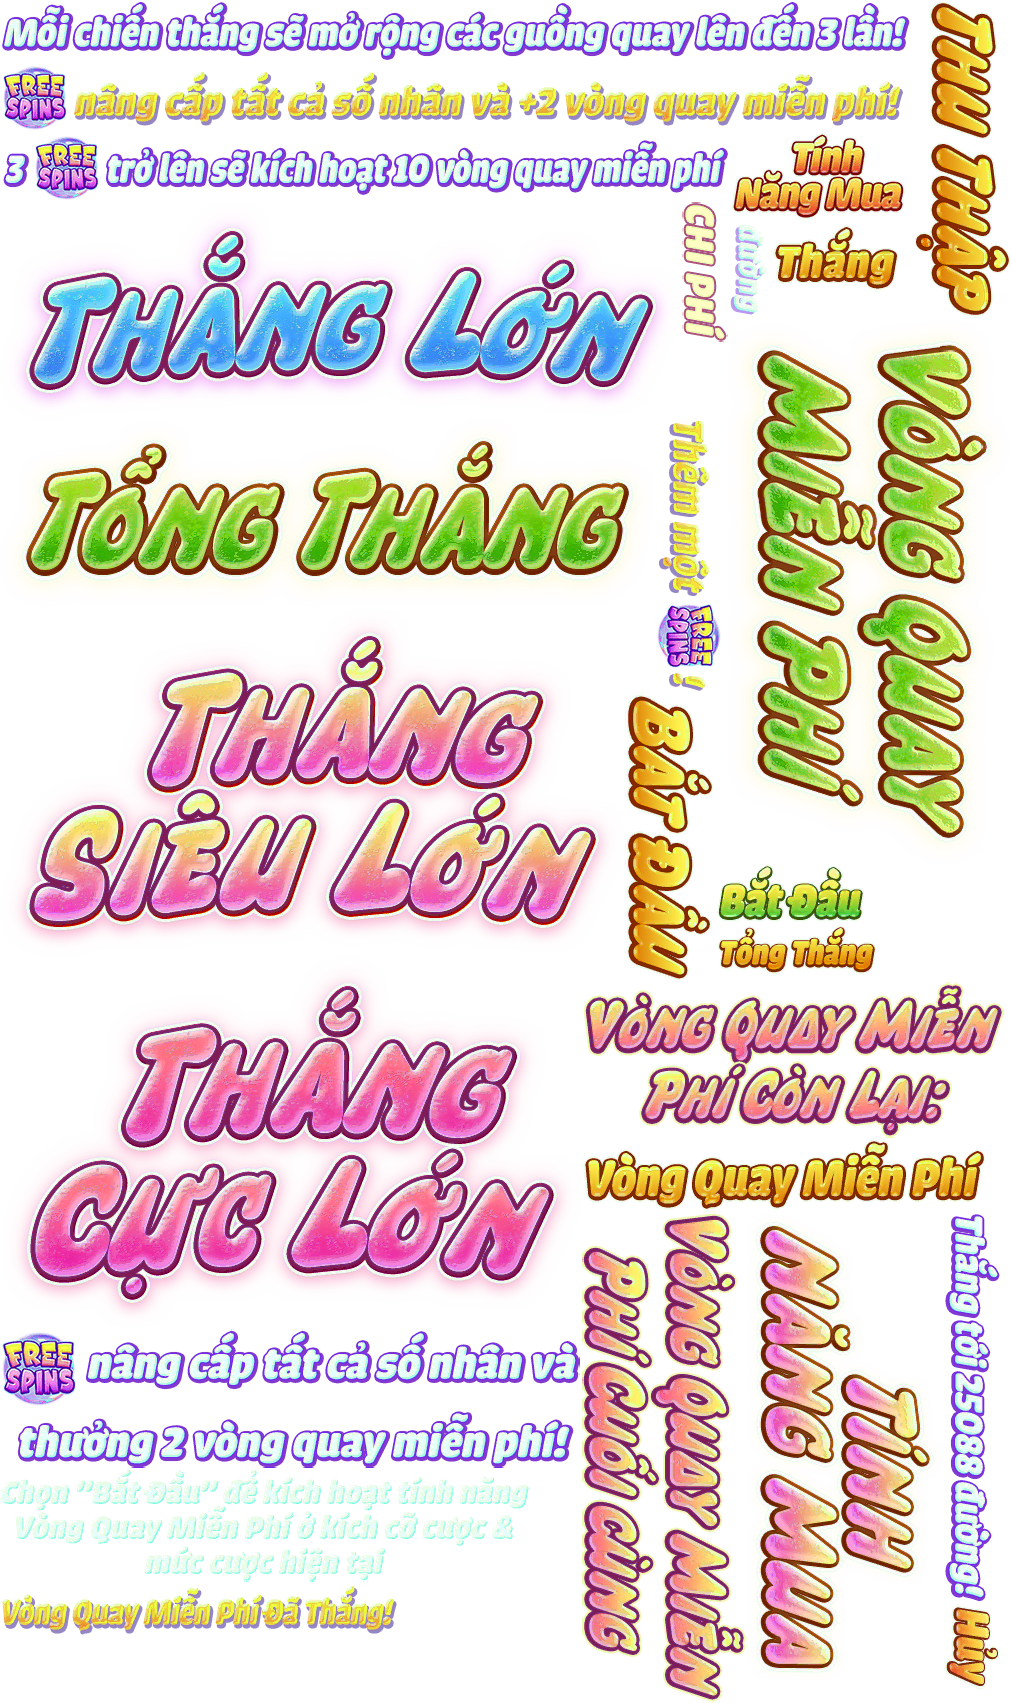 Mỗi chiến thắng sẽ mở rộng các guồng quay lên đến 3 lần!
FREE SPINS nâng cấp tất cả số nhân và +2 vòng quay miễn phí!
3 FREE SPINS trở lên sẽ kích hoạt 10 vòng quay miễn phí
THU THẬP
Tính
Năng Mua
CHI PHÍ
đường
Thắng
THẮNG LỚN
TỔNG THẮNG
VÒNG QUAY
MIỄN PHÍ
Thêm một FREE SPINS !
THẮNG
SIÊU LỚN
BẮT ĐẦU
Bắt Đầu
Tổng Thắng
VÒNG QUAY MIỄN
PHÍ CÒN LẠI:
THẮNG
CỰC LỚN
Vòng Quay Miễn Phí
VÒNG QUAY MIỄN
PHÍ CUỐI CÙNG
TÍNH
NĂNG MUA
Thắng tới 25088 đường!
Hủy
FREE SPINS nâng cấp tất cả số nhân và
thưởng 2 vòng quay miễn phí!
Chọn "Bắt Đầu" để kích hoạt tính năng
Vòng Quay Miễn Phí ở kích cỡ cược &
mức cược hiện tại
Vòng Quay Miễn Phí Đã Thắng!